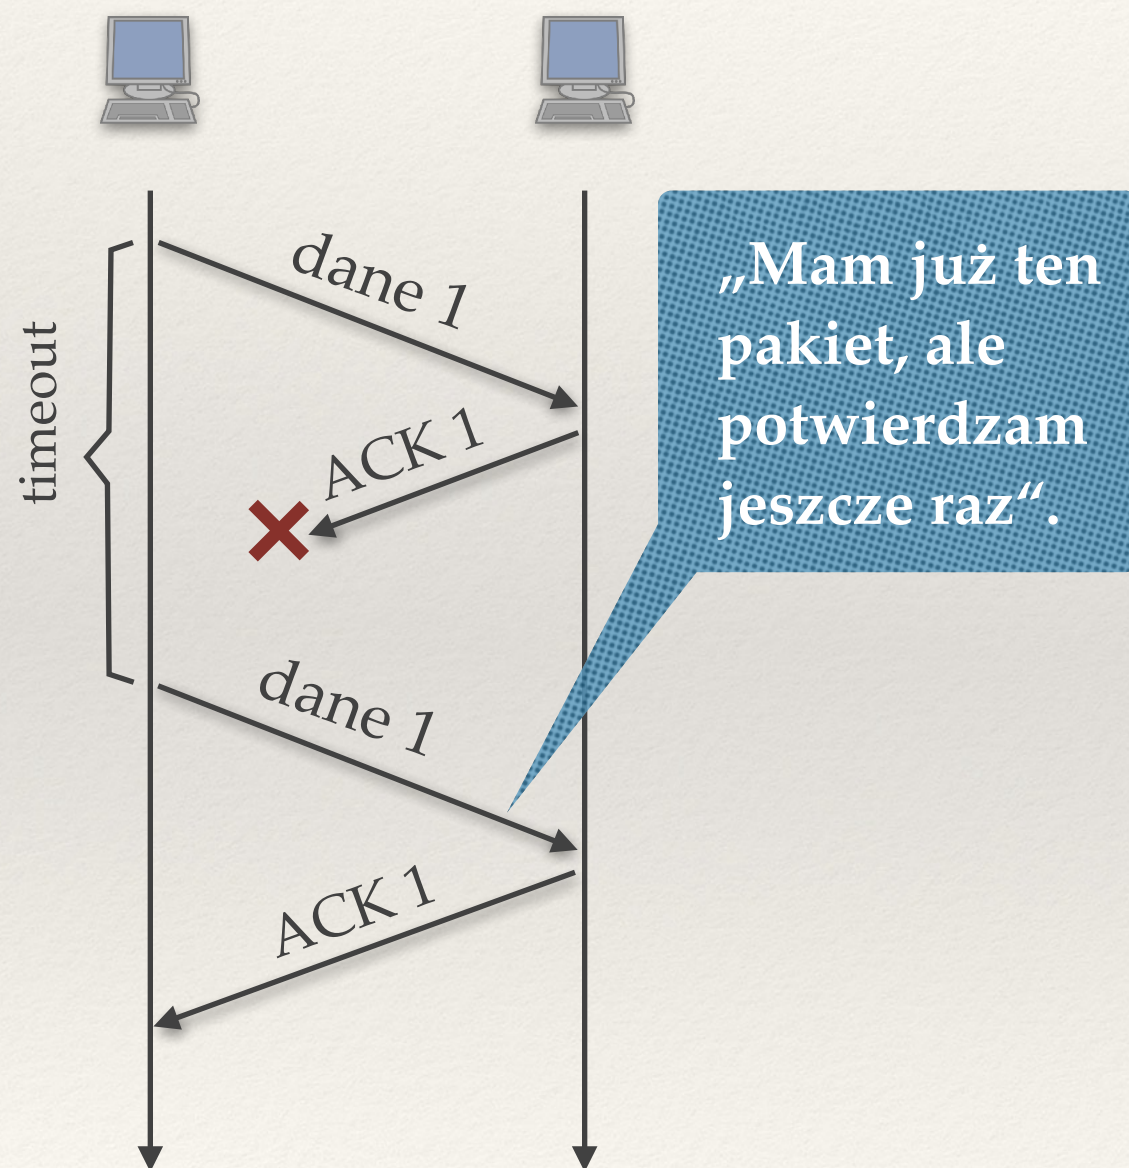 dane 1
„Mam już ten
pakiet, ale
potwierdzam
jeszcze raz“.
timeout
ACK 1
dane 1
ACK 1